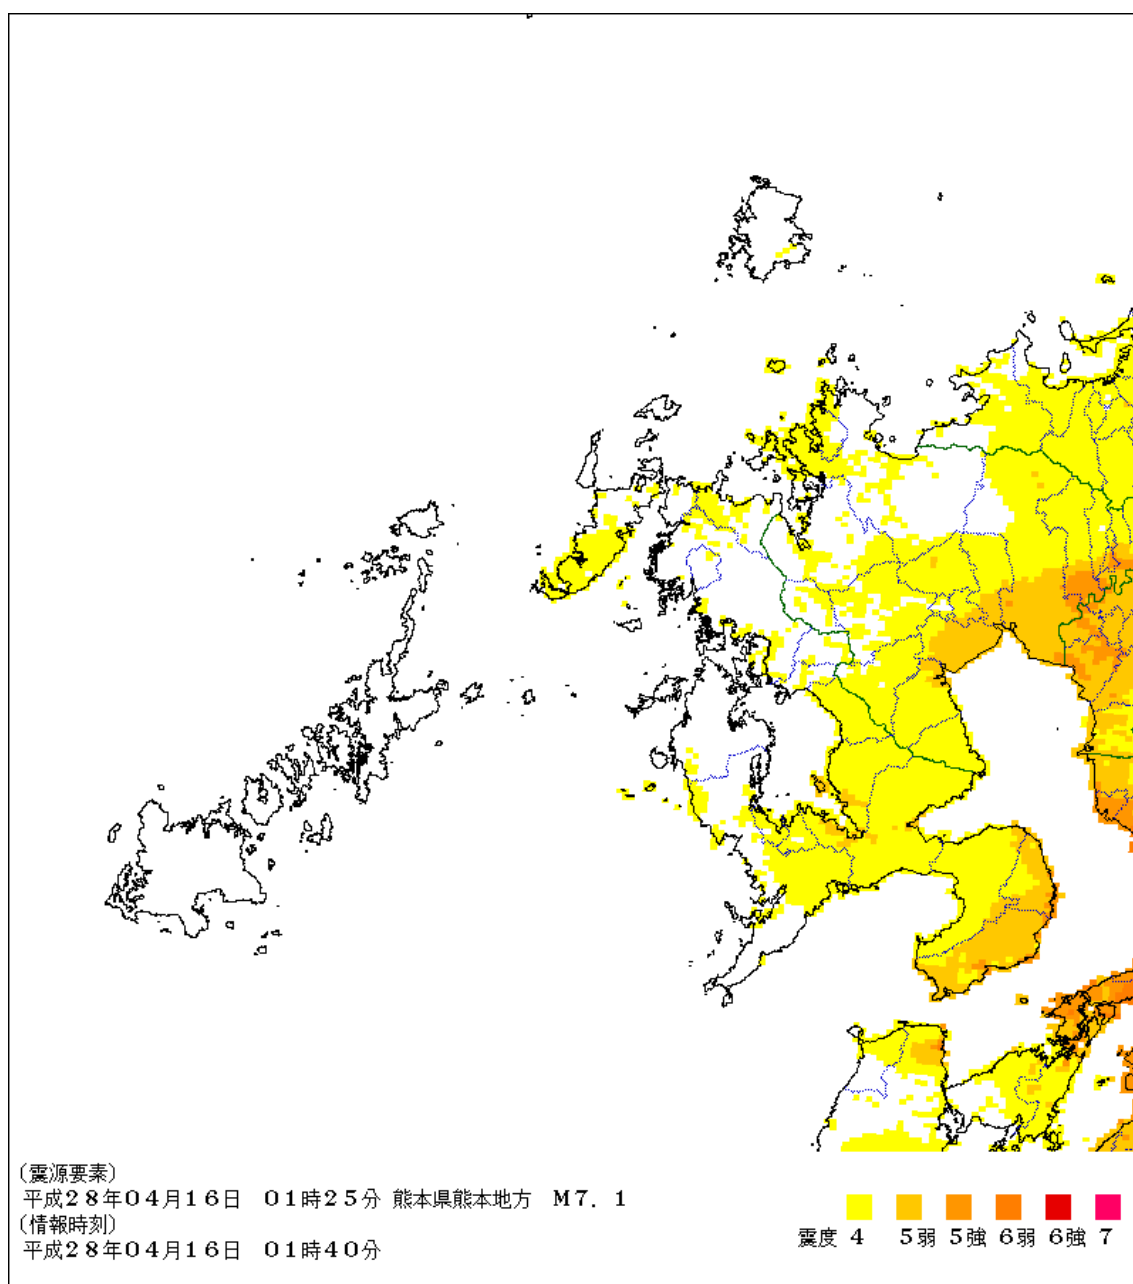 (震源要素)
平成２８年０４月１６日　０１時２５分 熊本県熊本地方　Ｍ７．１
(情報時刻)
平成２８年０４月１６日　０１時４０分
震度 ４ ５弱 ５強 ６弱 ６強 ７